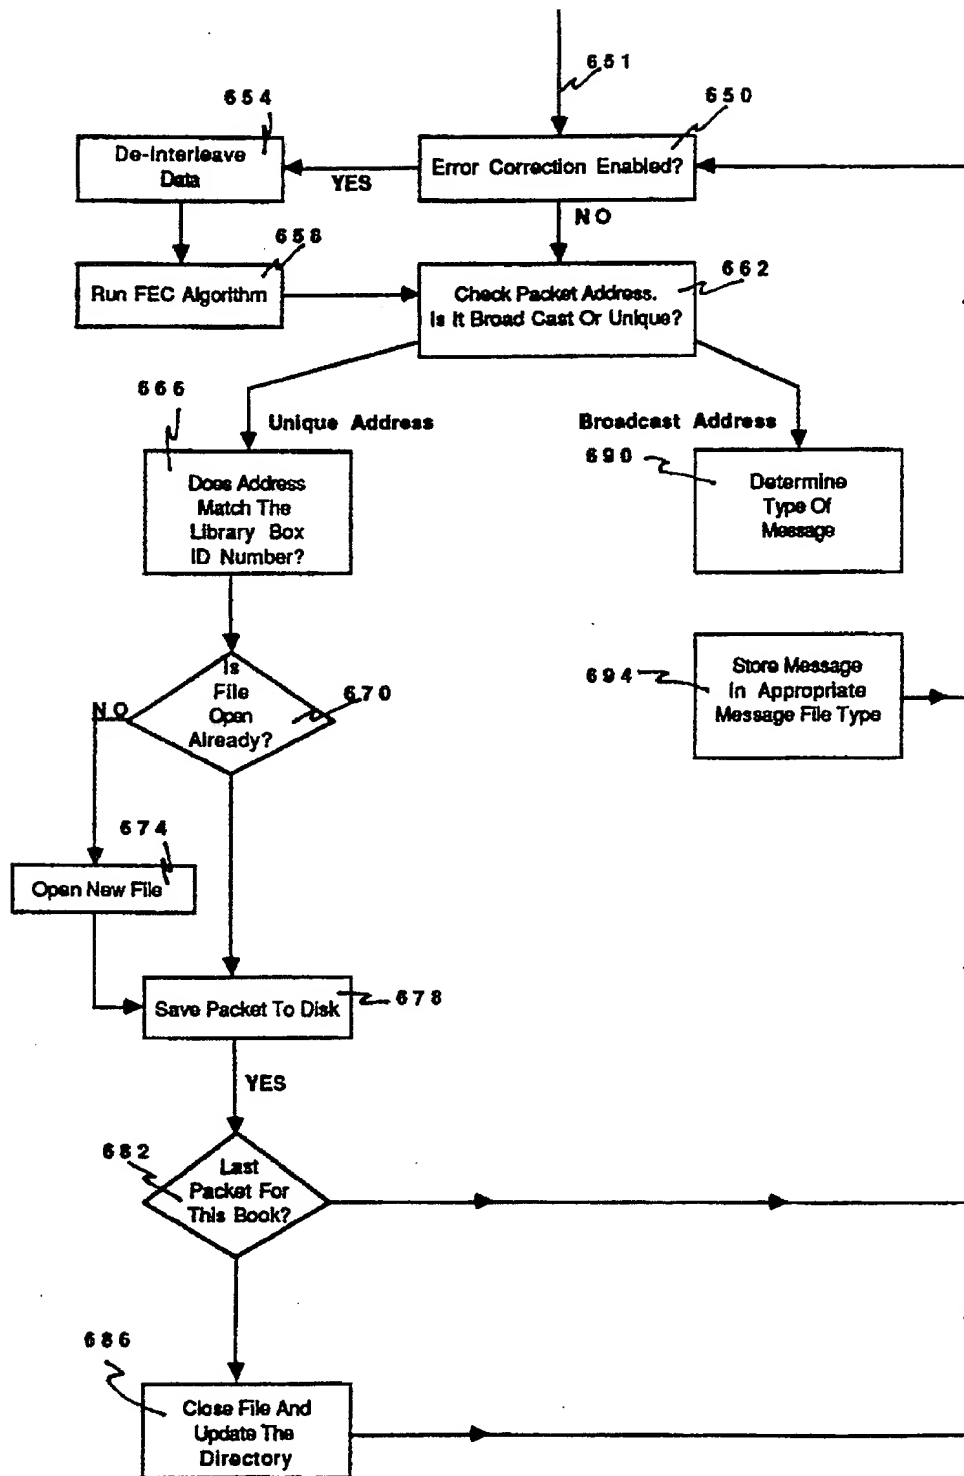 651
650
654
De-Interleave
Data
Error Correction Enabled?
YES
NO
658
662
Run FEC Algorithm
Check Packet Address.
Is It Broad Cast Or Unique?
666
Unique Address
Broadcast Address
690
Does Address
Match The
Library Box
ID Number?
Determine
Type Of
Message
Is
File
Open
Already?
670
NO
694
Store Message
In Appropriate
Message File Type
674
Open New File
Save Packet To Disk
678
YES
682
Last
Packet For
This Book?
686
Close File And
Update The
Directory